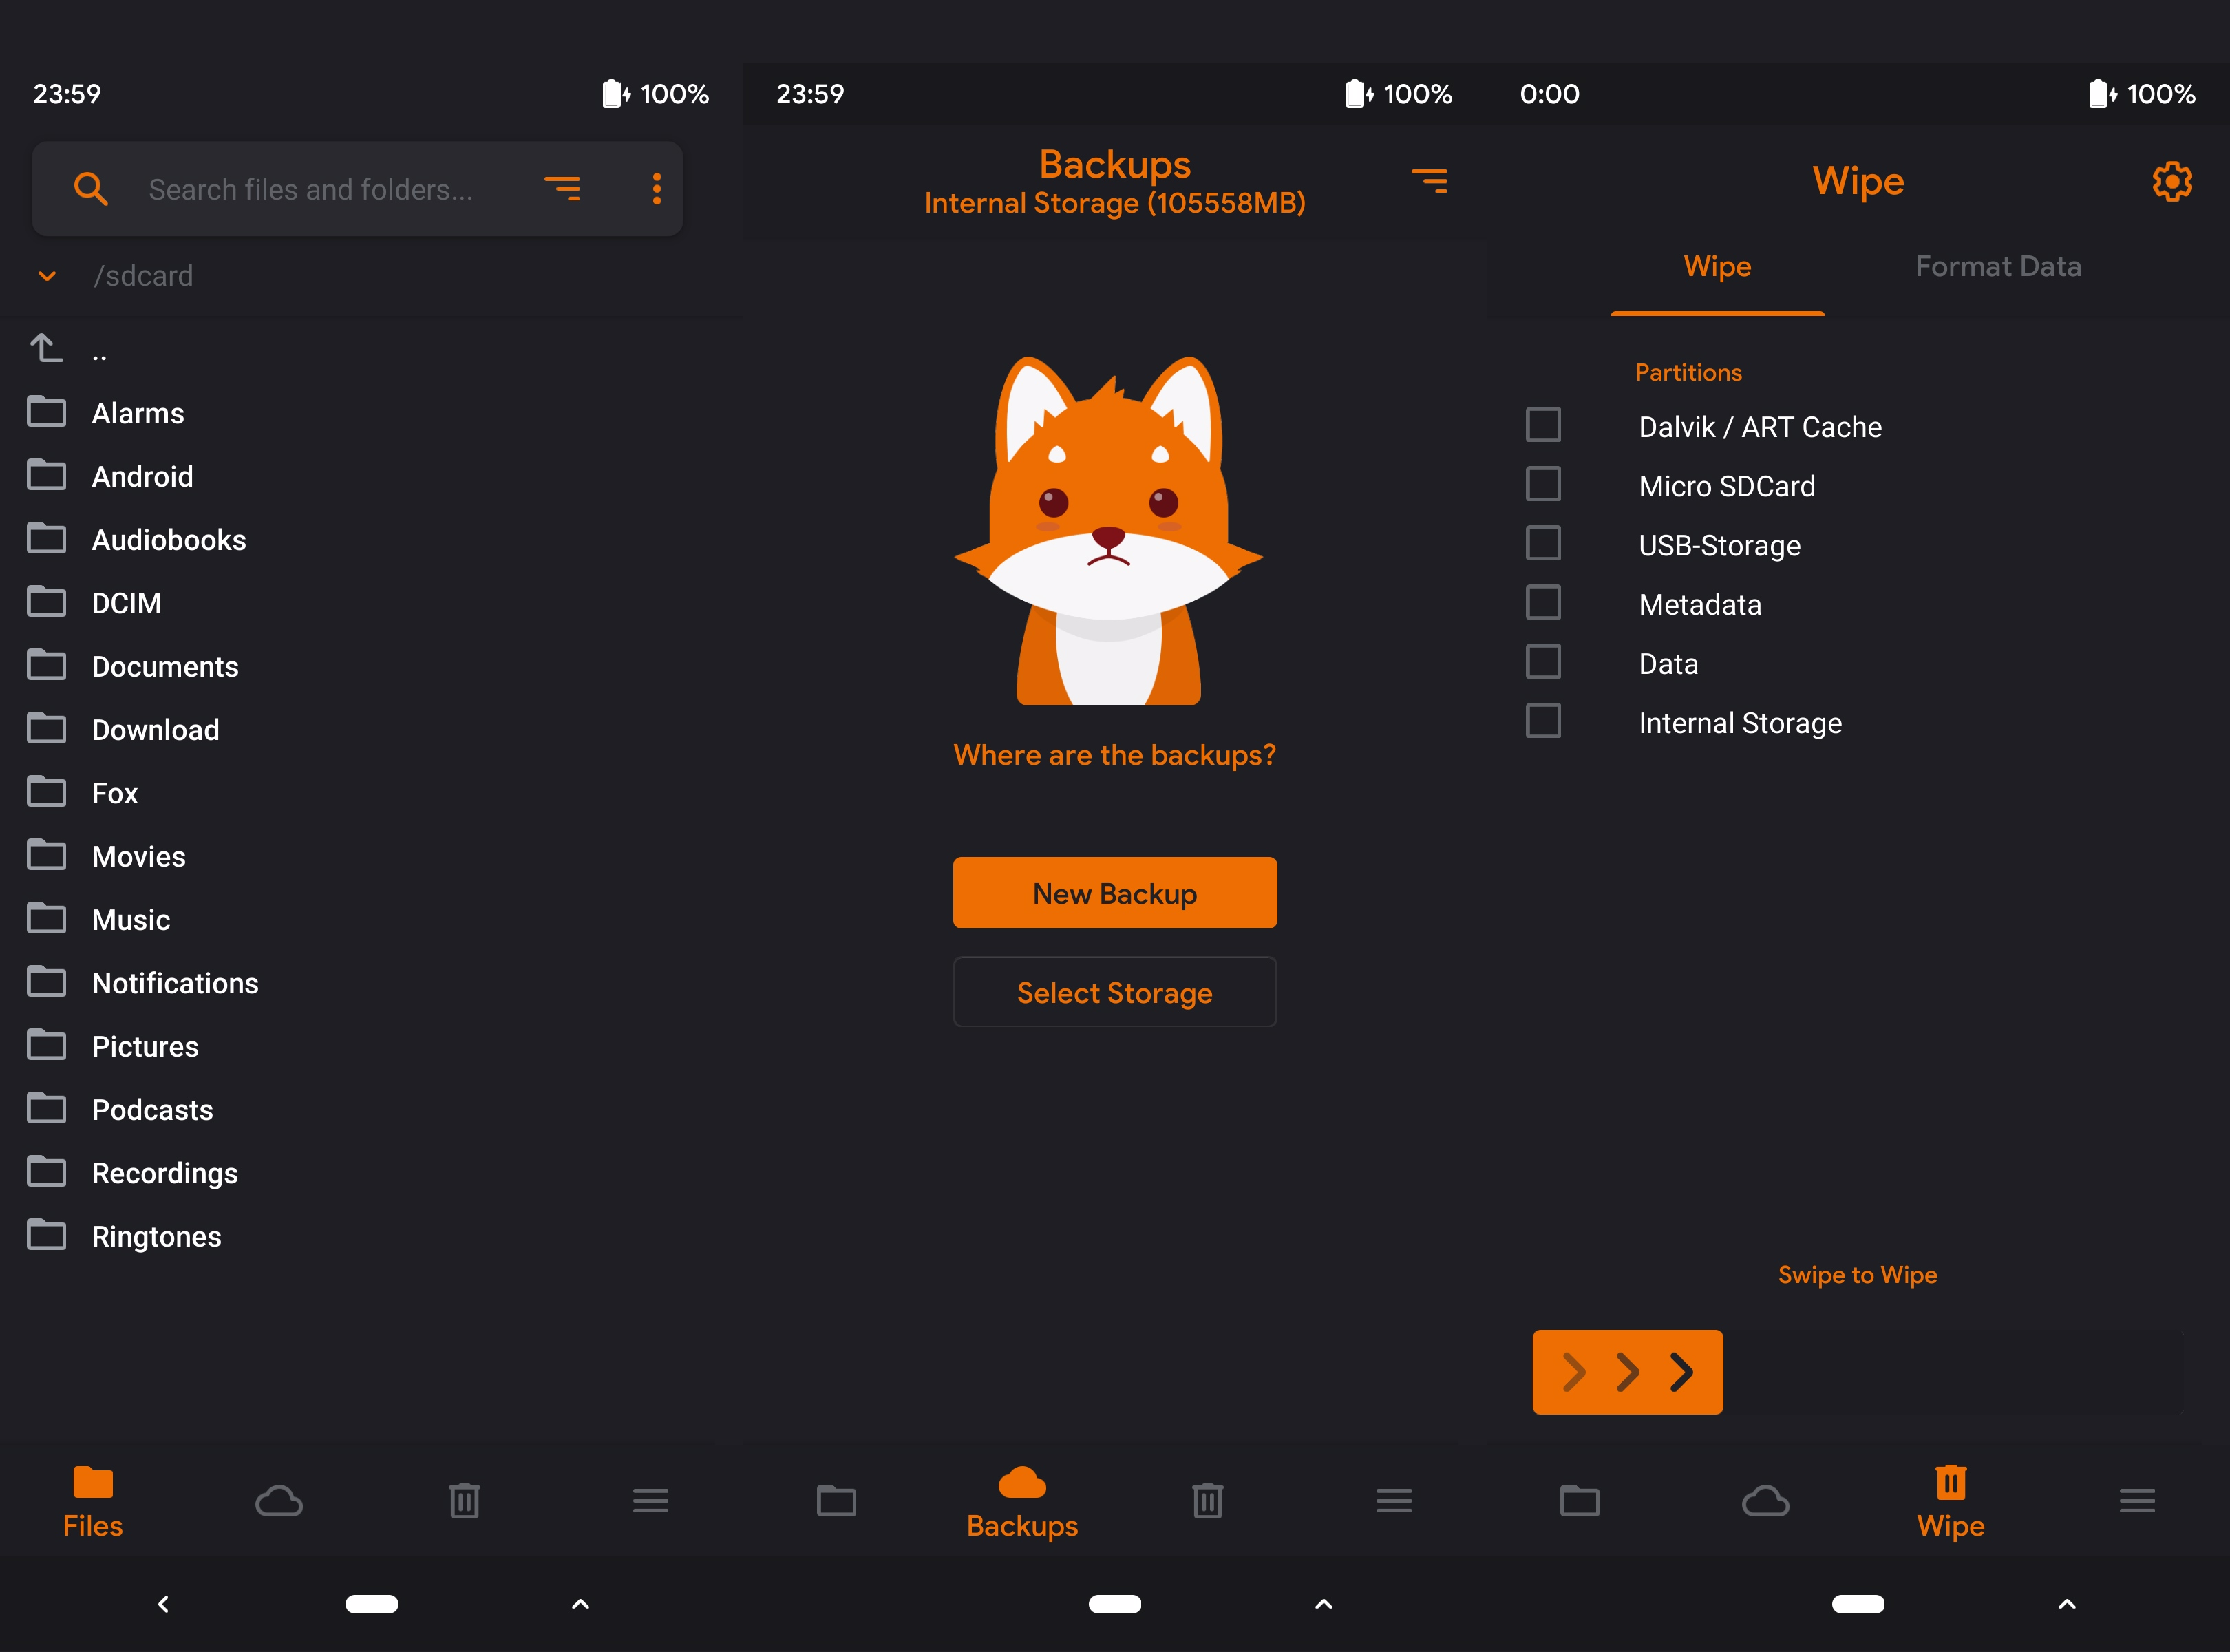 23:59
100%
Search files and folders...
/sdcard
..
Alarms
Android
Audiobooks
DCIM
Documents
Download
Fox
Movies
Music
Notifications
Pictures
Podcasts
Recordings
Ringtones
Files
23:59
100%
Backups
Internal Storage (105558MB)
Where are the backups?
New Backup
Select Storage
Backups
0:00
100%
Wipe
Wipe
Format Data
Partitions
Dalvik / ART Cache
Micro SDCard
USB-Storage
Metadata
Data
Internal Storage
Swipe to Wipe
Wipe